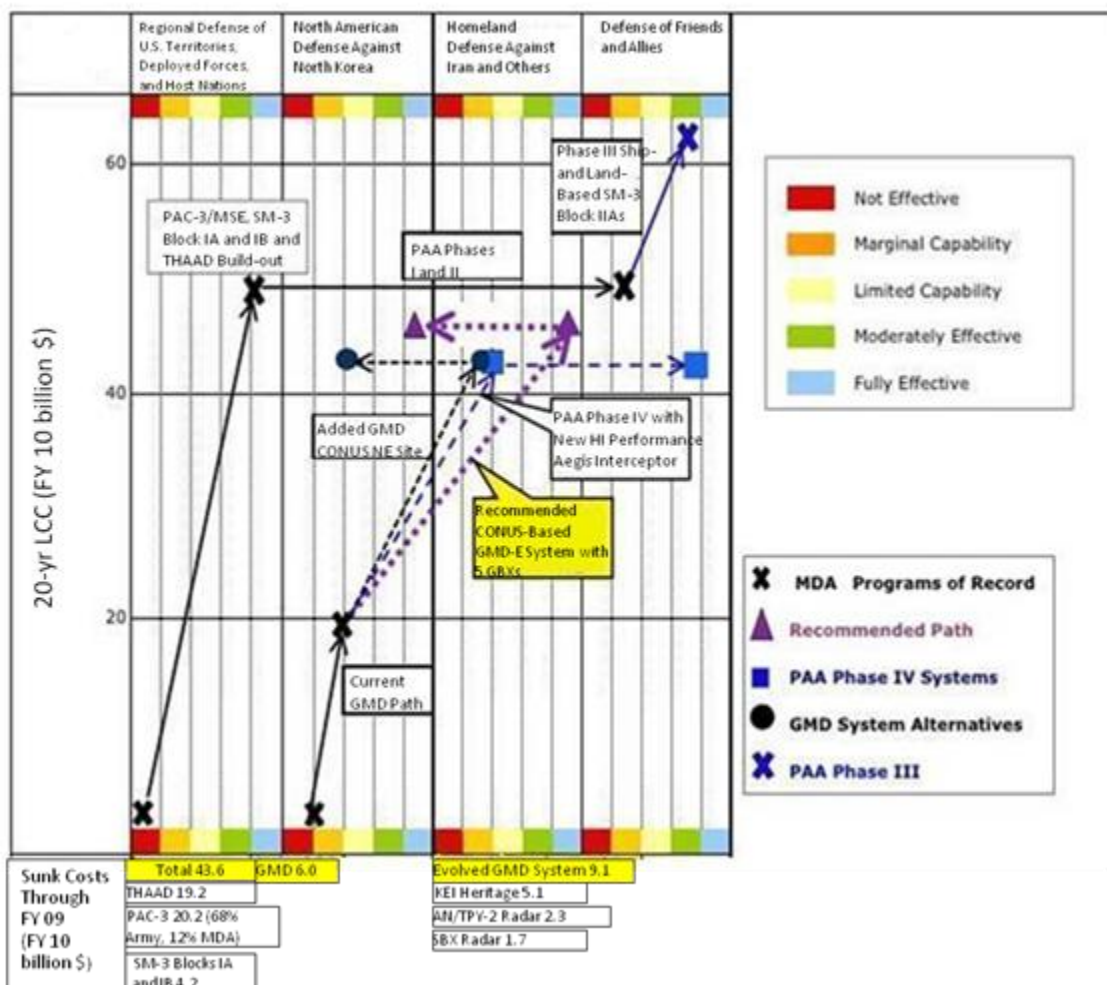 Regional Defense of
U.S. Territories,
Deployed Forces,
and Host Nations
North American
Defense Against
North Korea
Homeland
Defense Against
Iran and Others
Defense of Friends
and Allies
60
40
20
20-yr LCC (FY 10 billion $)
PAC-3/MSE, SM-3
Block IA and IB and
THAAD Build-out
PAA Phases
I and II
Phase III Ship-
and Land-
Based SM-3
Block IIAs
Added GMD
CONUS NE Site
PAA Phase IV with
New HI Performance
Aegis Interceptor
Recommended
CONUS-Based
GMD-E System with
5 GBXs
Current
GMD Path
Not Effective
Marginal Capability
Limited Capability
Moderately Effective
Fully Effective
MDA Programs of Record
Recommended Path
PAA Phase IV Systems
GMD System Alternatives
PAA Phase III
Sunk Costs
Through
FY 09
(FY 10
billion $)
Total 43.6
GMD 6.0
THAAD 19.2
PAC-3 20.2 (68%
Army, 12% MDA)
SM-3 Blocks IA
and IB 4.2
Evolved GMD System 9.1
KEI Heritage 5.1
AN/TPY-2 Radar 2.3
SBX Radar 1.7